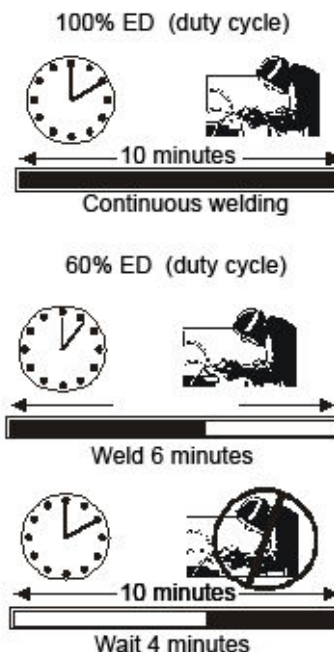 100% ED (duty cycle)
10 minutes
Continuous welding
60% ED (duty cycle)
Weld 6 minutes
10 minutes
Wait 4 minutes